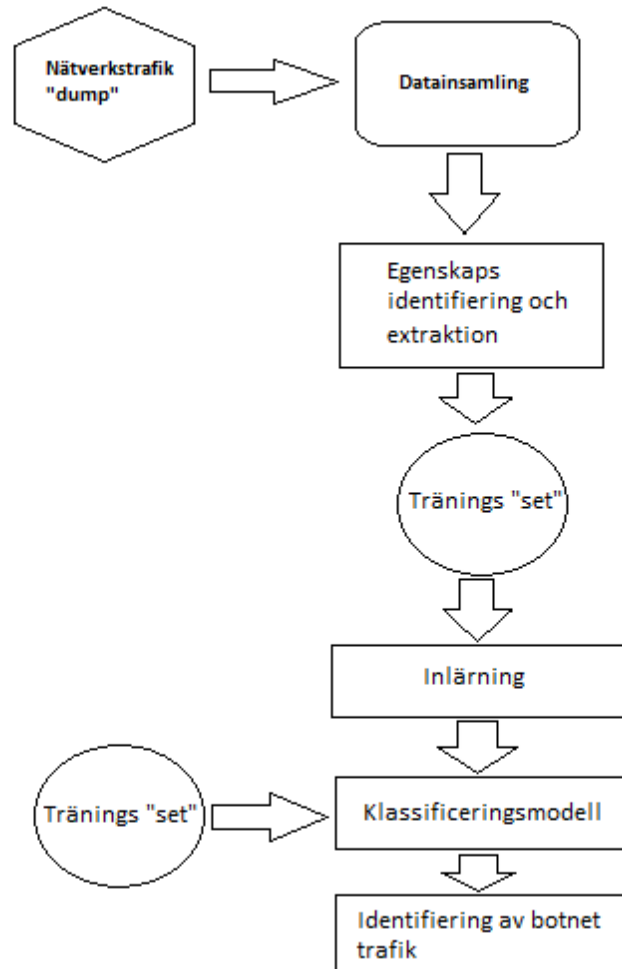 Nätverkstrafik
"dump"
Datainsamling
Egenskaps
identifiering och
extraktion
Tränings "set"
Inlärning
Tränings "set"
Klassificeringsmodell
Identifiering av botnet
trafik